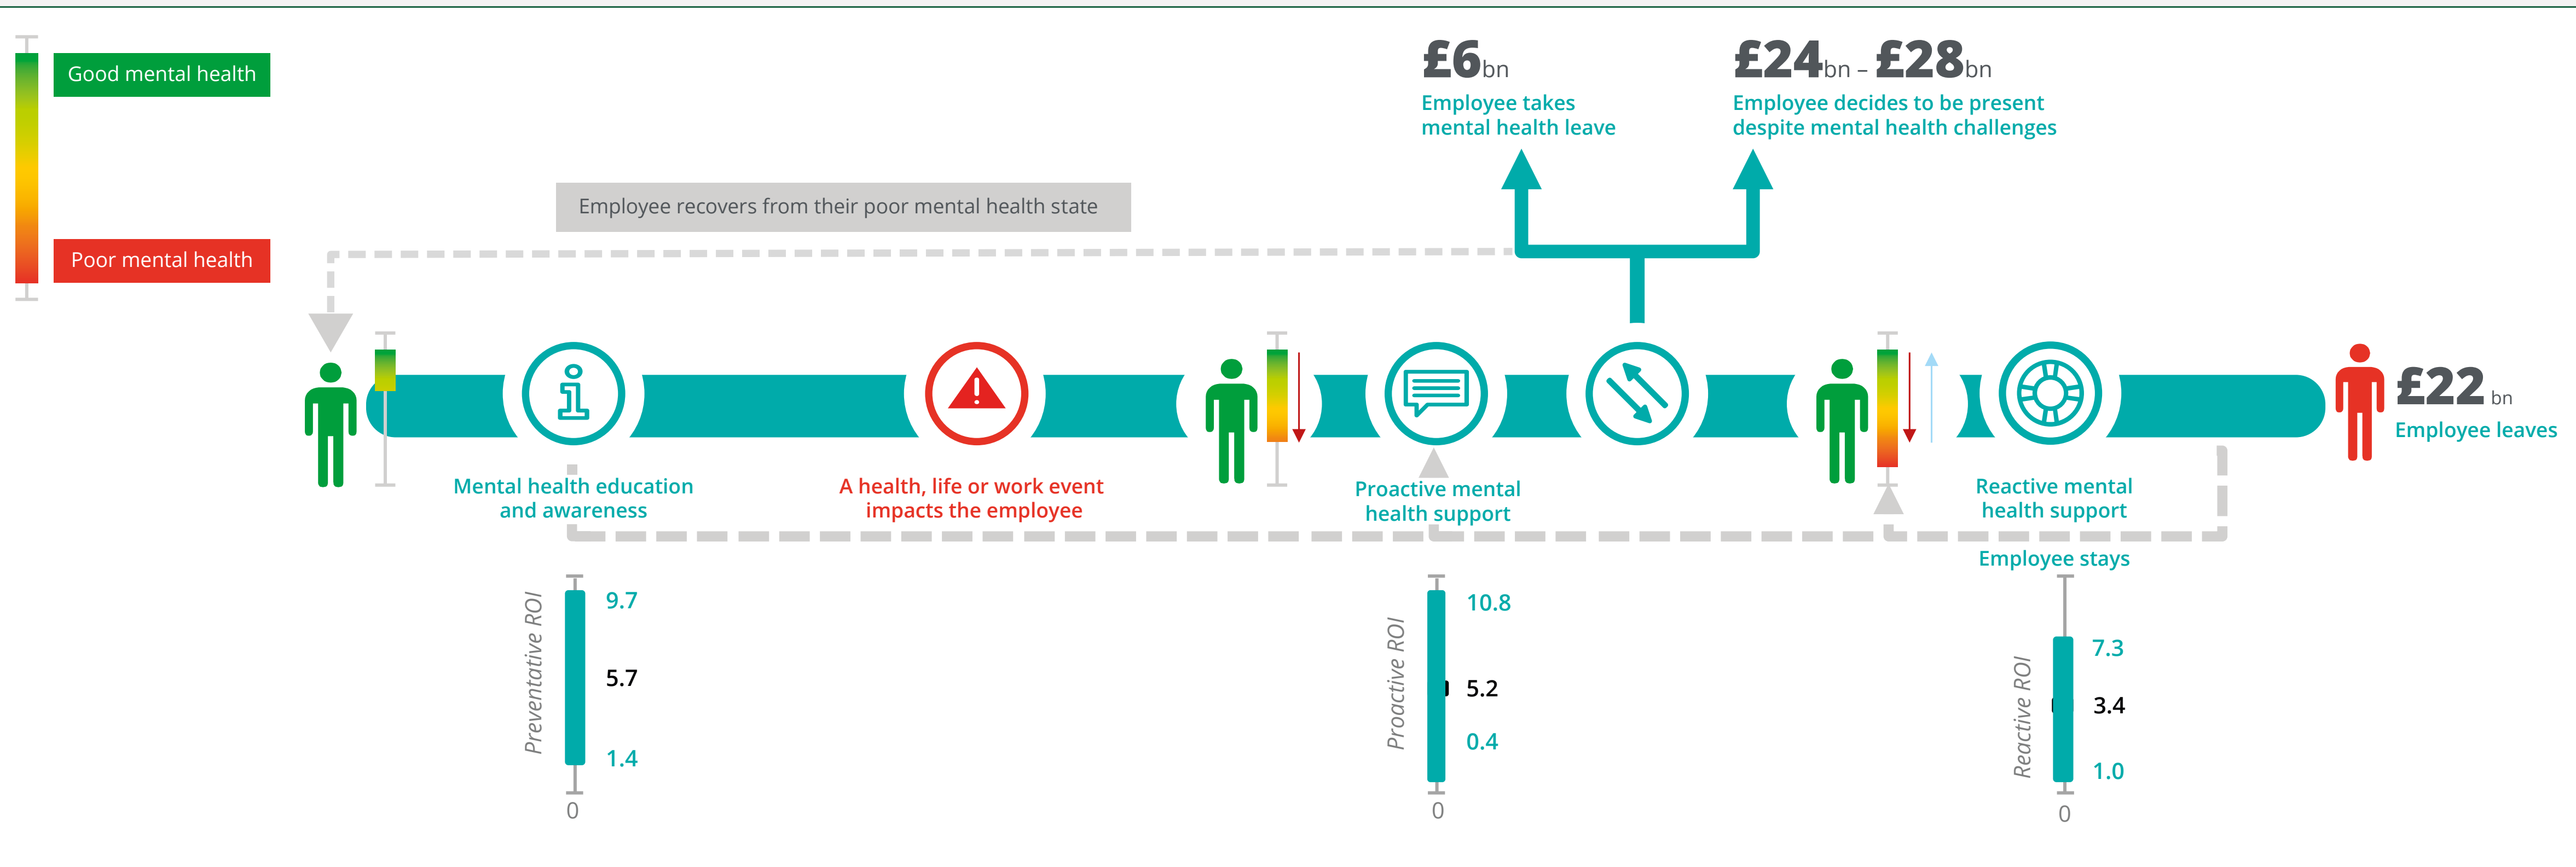 Good mental health
Poor mental health
£6bn
Employee takes
mental health leave
£24bn – £28bn
Employee decides to be present
despite mental health challenges
Employee recovers from their poor mental health state
£22 bn
Employee leaves
Mental health education
and awareness
A health, life or work event
impacts the employee
Proactive mental
health support
Reactive mental
health support
Employee stays
Preventative ROI
9.7
5.7
1.4
0
Proactive ROI
10.8
5.2
0.4
0
Reactive ROI
7.3
3.4
1.0
0